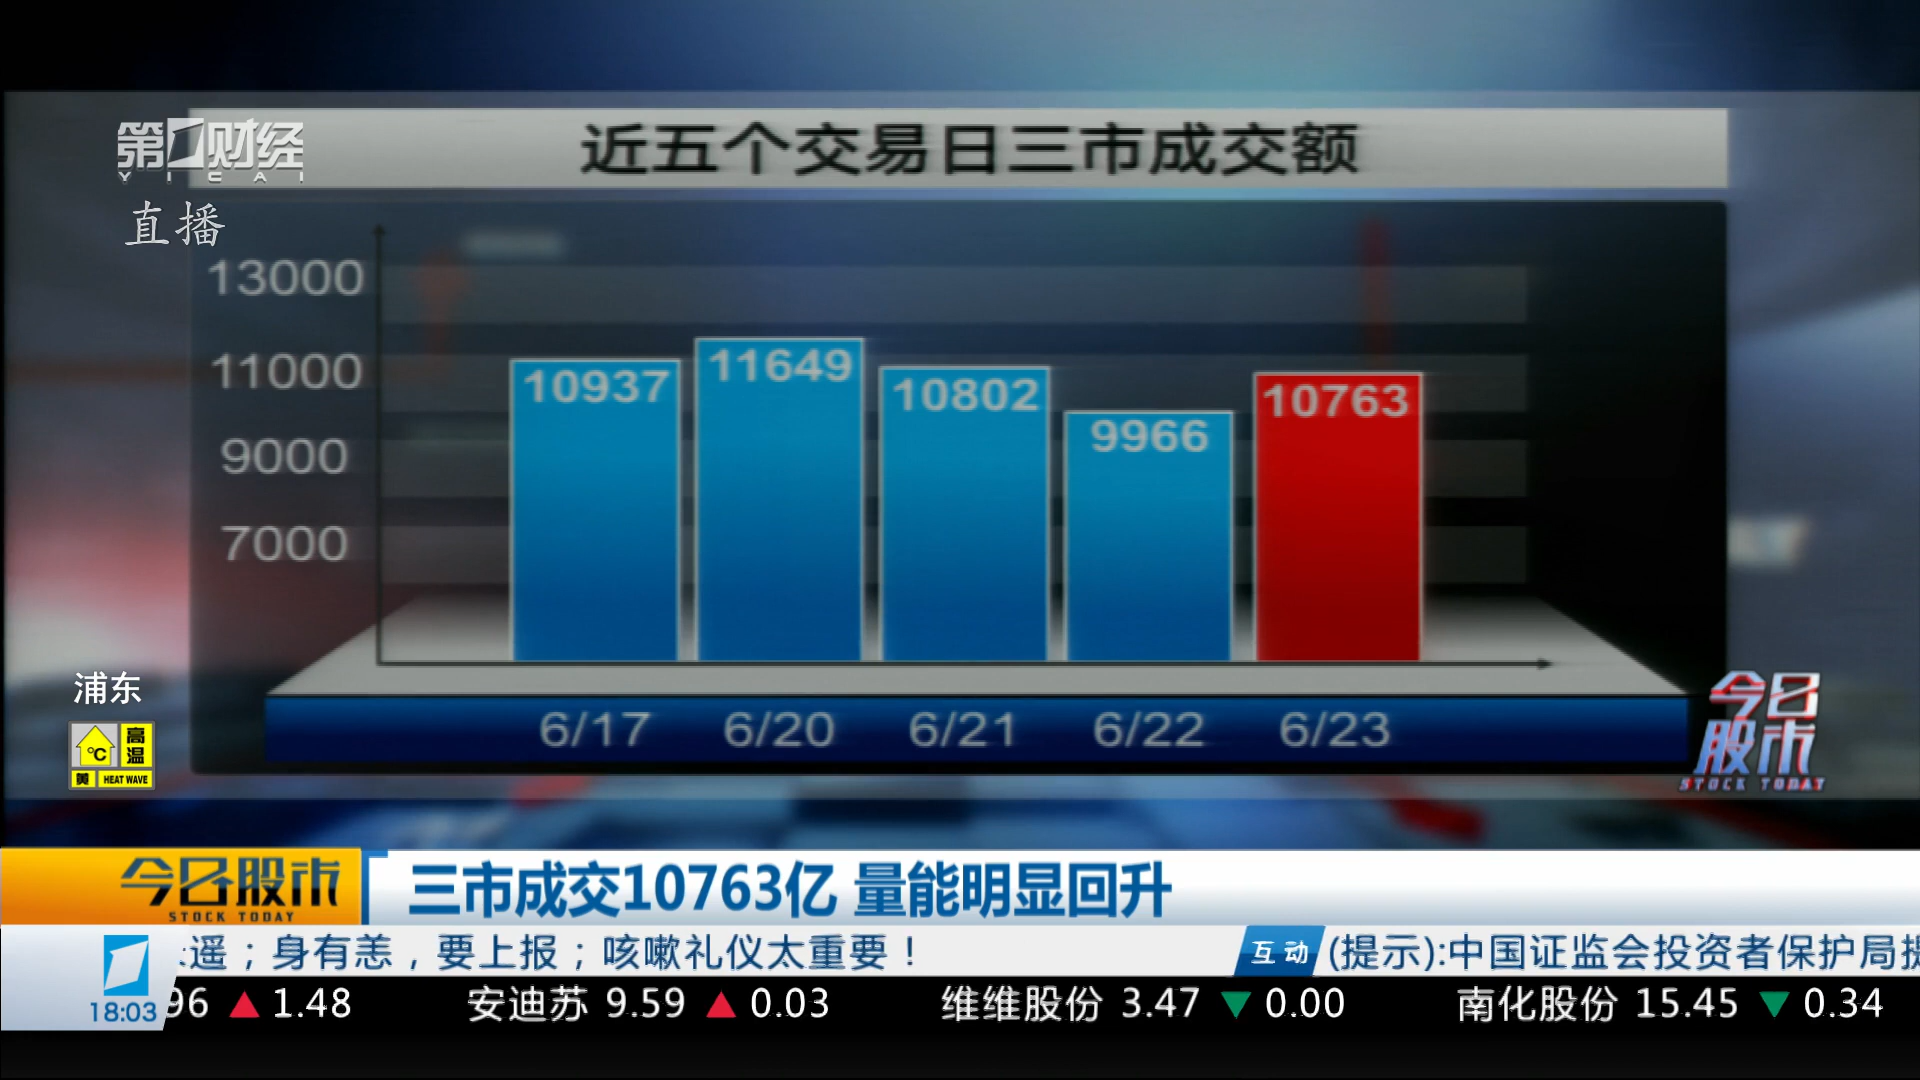 第1财经
YICAI
直播
近五个交易日三市成交额
13000
11000
9000
7000
10937
11649
10802
9966
10763
6/17
6/20
6/21
6/22
6/23
浦东
℃
高温
黄
HEAT WAVE
今日股市
STOCK TODAY
今日股市
STOCK TODAY
三市成交10763亿 量能明显回升
遥；身有恙，要上报；咳嗽礼仪太重要！
互动
(提示):中国证监会投资者保护局提
18:03
96 ▲ 1.48 安迪苏 9.59 ▲ 0.03 维维股份 3.47 ▼ 0.00 南化股份 15.45 ▼ 0.34